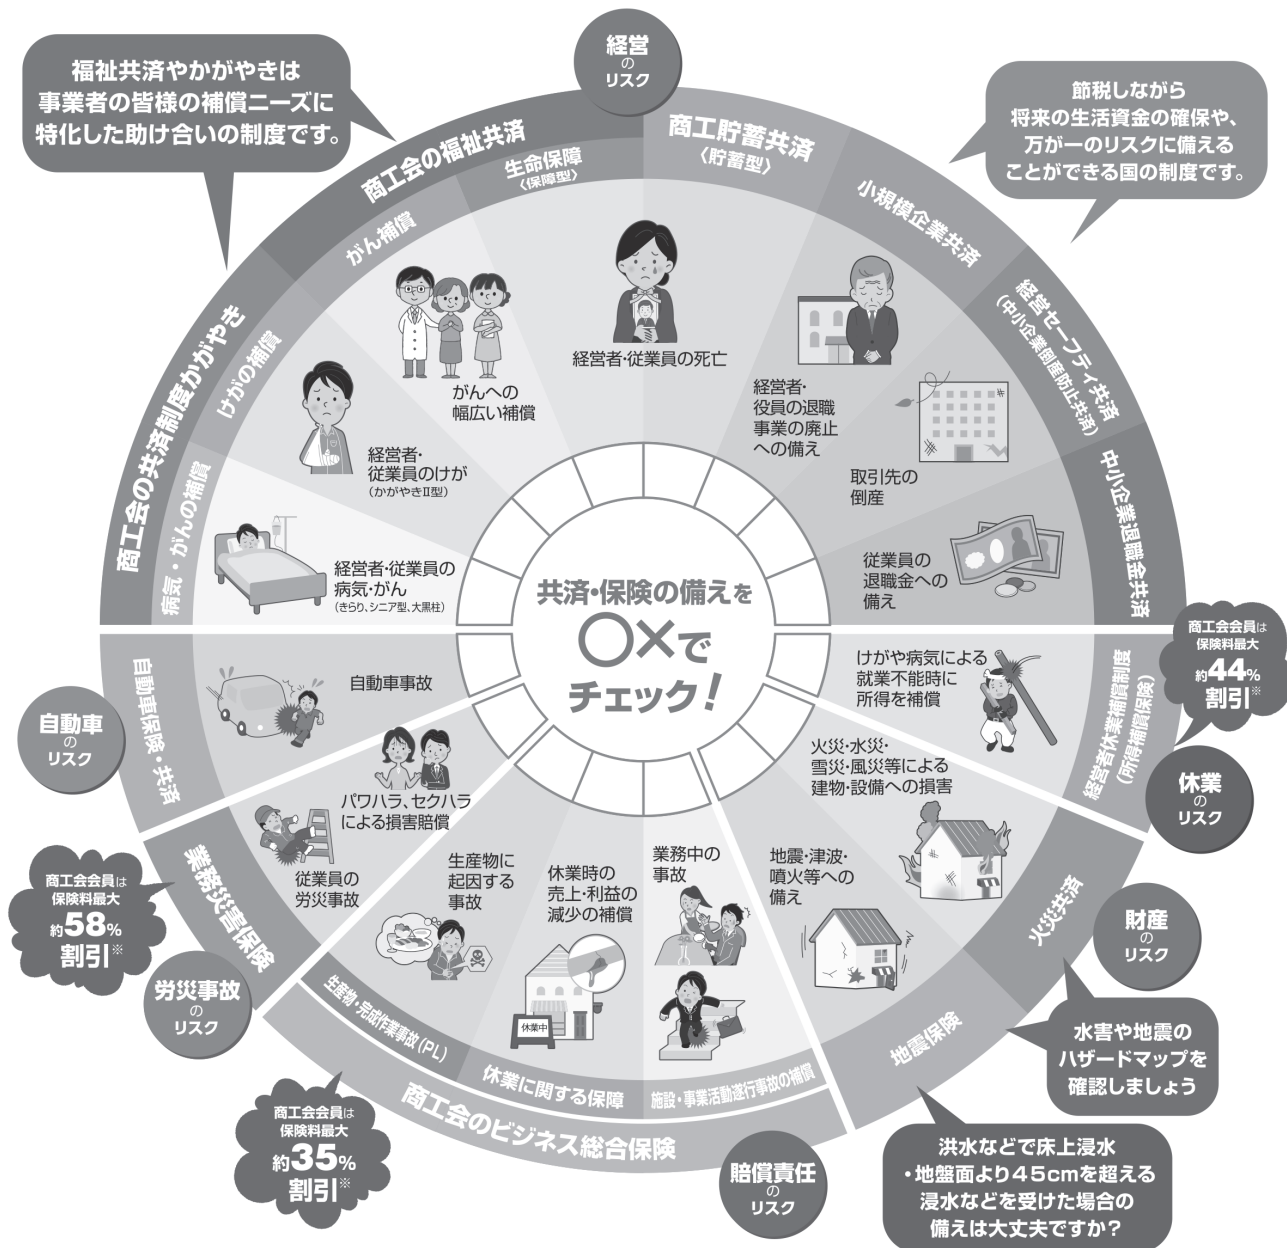 経営
の
リスク
福祉共済やかがやきは
事業者の皆様の補償ニーズに
特化した助け合いの制度です。
節税しながら
将来の生活資金の確保や、
万が一のリスクに備える
ことができる国の制度です。
商工会の福祉共済
生命保障
〈保障型〉
がん補償
商工貯蓄共済
〈貯蓄型〉
小規模企業共済
経営セーフティ共済
(中小企業倒産防止共済)
中小企業退職金共済
商工会の共済制度かがやき
けがの補償
病気・がんの補償
経営者・従業員の死亡
がんへの
幅広い補償
経営者・
従業員のけが
(かがやきⅡ型)
経営者・従業員の
病気・がん
(きらり、シニア型、大黒柱)
経営者・
役員の退職
事業の廃止
への備え
取引先の
倒産
従業員の
退職金への
備え
共済・保険の備えを
○×で
チェック!
商工会会員は
保険料最大
約44%
割引※
経営者休業補償制度
(所得補償保険)
けがや病気による
就業不能時に
所得を補償
休業
の
リスク
自動車
の
リスク
自動車保険・共済
自動車事故
パワハラ、セクハラ
による損害賠償
従業員の
労災事故
業務災害保険
商工会会員は
保険料最大
約58%
割引※
労災事故
の
リスク
火災・水災・
雪災・風災等による
建物・設備への損害
地震・津波・
噴火等への
備え
火災共済
地震保険
財産
の
リスク
水害や地震の
ハザードマップを
確認しましょう
洪水などで床上浸水
・地盤面より45cmを超える
浸水などを受けた場合の
備えは大丈夫ですか?
生産物に
起因する
事故
休業時の
売上・利益の
減少の補償
業務中の
事故
休業中
生産物・完成作業事故(PL)
休業に関する保障
施設・事業活動遂行事故の補償
商工会のビジネス総合保険
商工会会員は
保険料最大
約35%
割引※
賠償責任
の
リスク